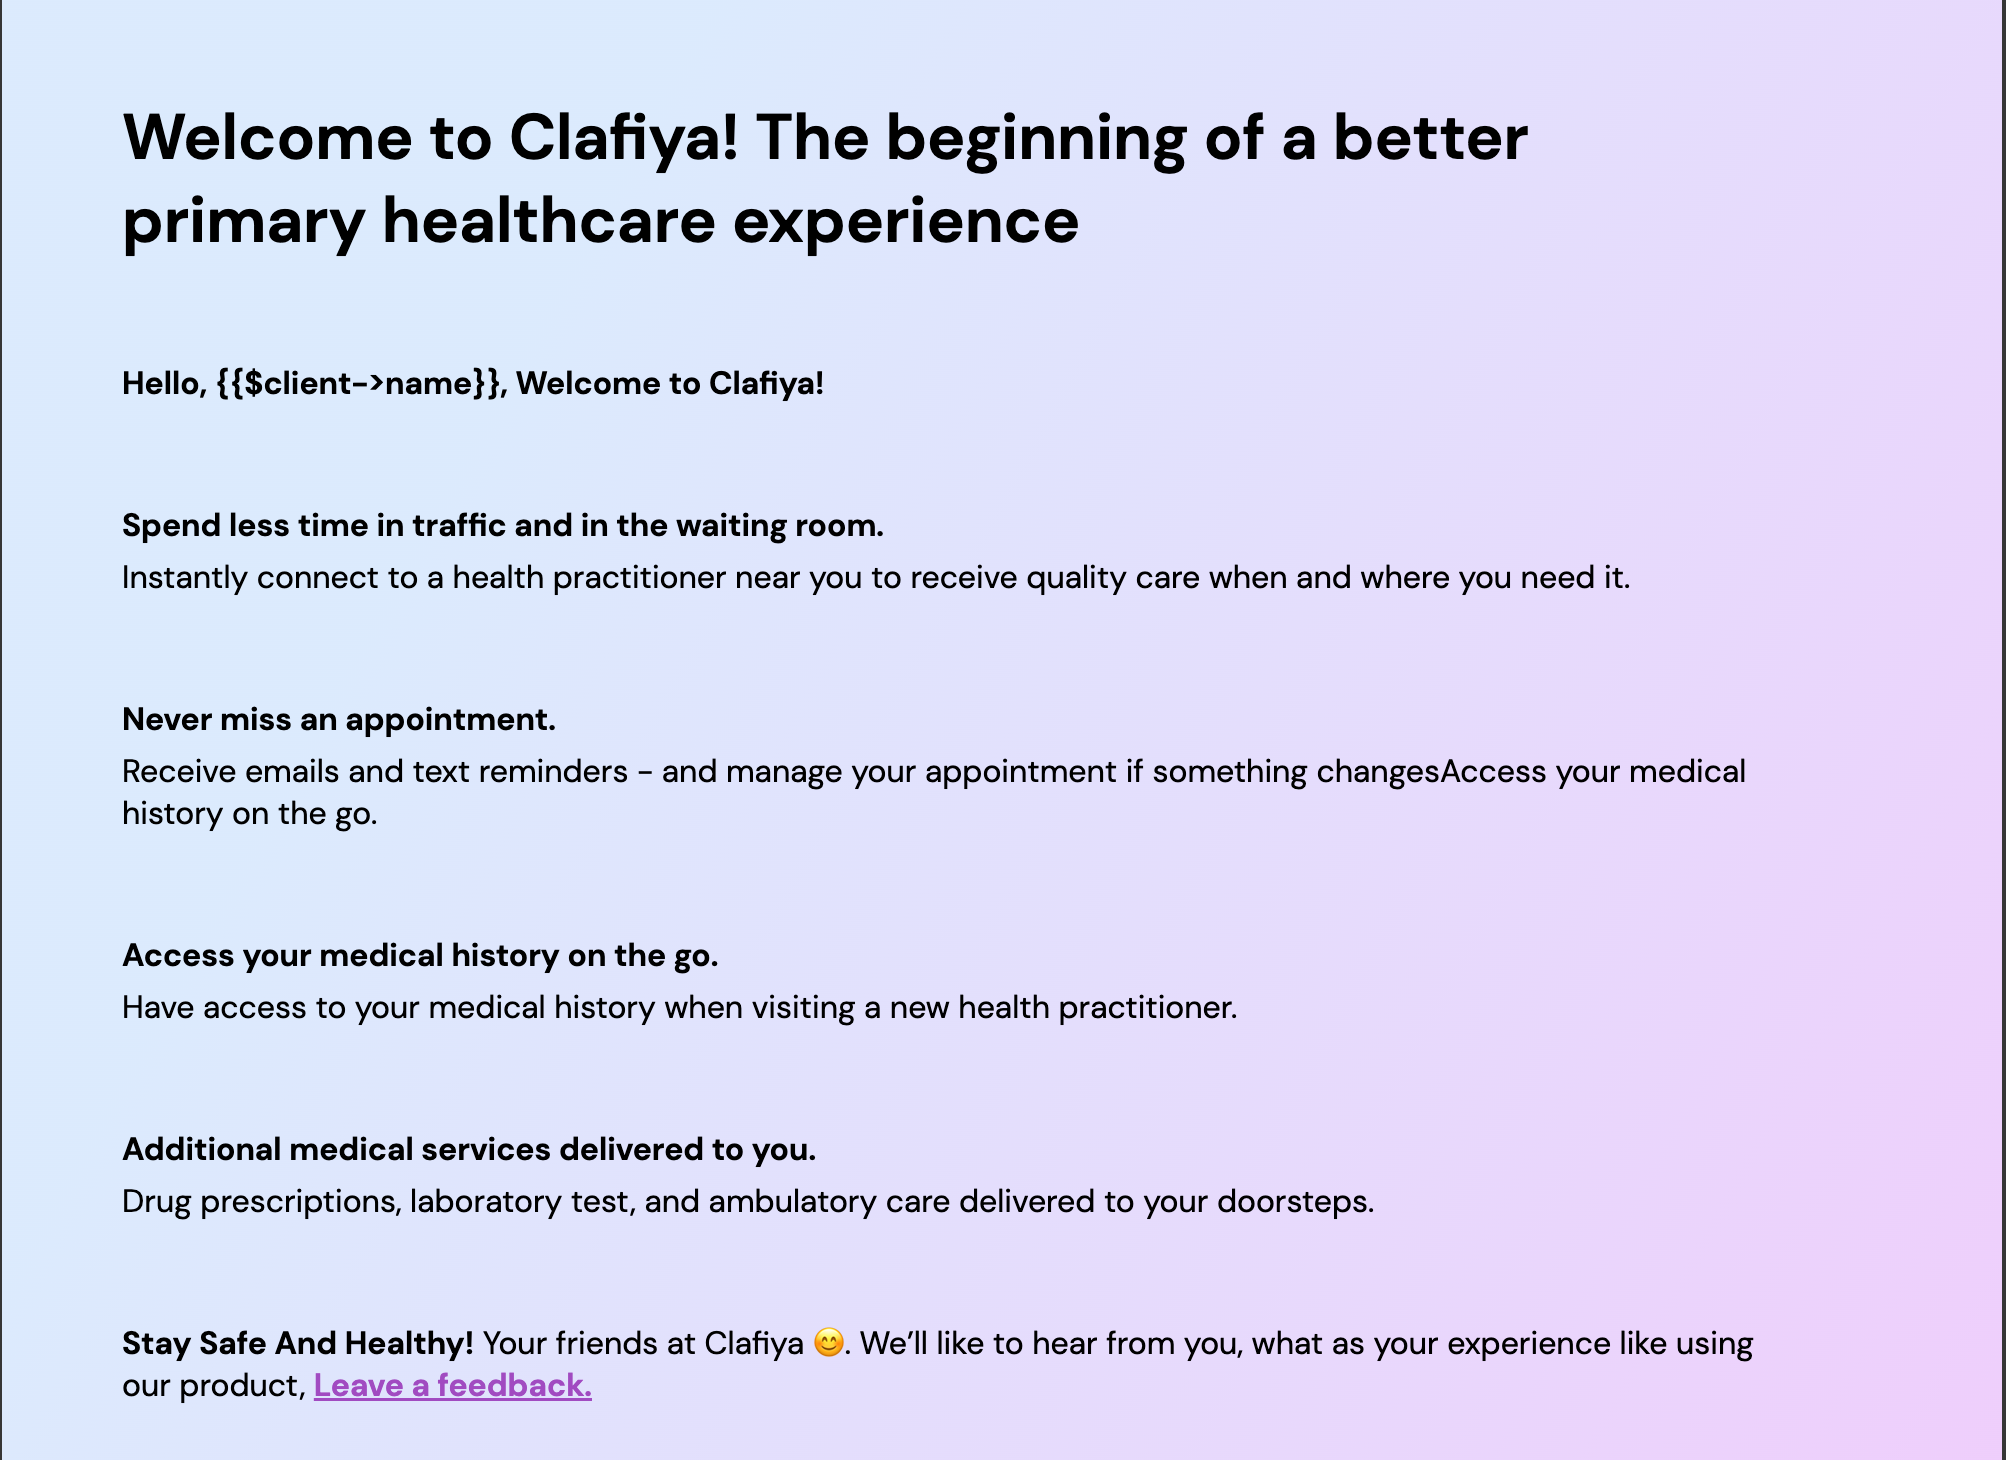 Welcome to Clafiya! The beginning of a better
primary healthcare experience
Hello, {{$client->name}}, Welcome to Clafiya!
Spend less time in traffic and in the waiting room.
Instantly connect to a health practitioner near you to receive quality care when and where you need it.
Never miss an appointment.
Receive emails and text reminders - and manage your appointment if something changesAccess your medical
history on the go.
Access your medical history on the go.
Have access to your medical history when visiting a new health practitioner.
Additional medical services delivered to you.
Drug prescriptions, laboratory test, and ambulatory care delivered to your doorsteps.
Stay Safe And Healthy! Your friends at Clafiya 😊. We’ll like to hear from you, what as your experience like using
our product, Leave a feedback.